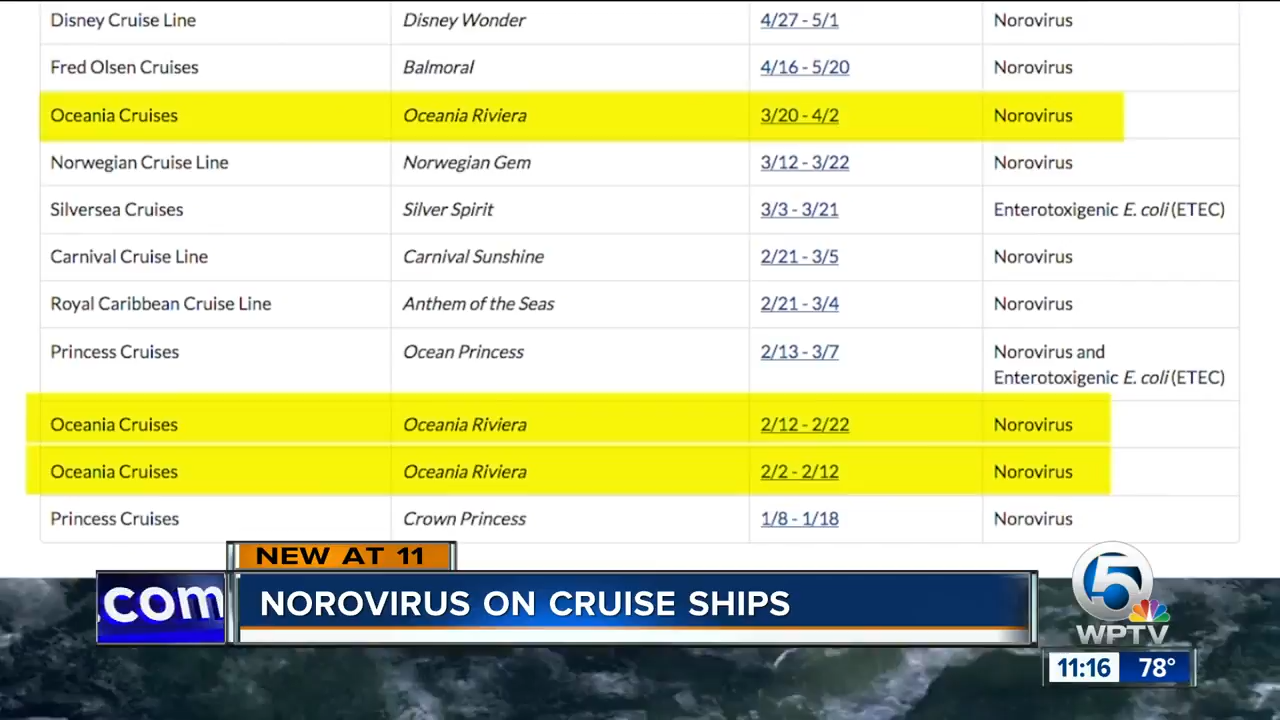 Disney Cruise Line Disney Wonder 4/27 - 5/1 Norovirus
Fred Olsen Cruises Balmoral 4/16 - 5/20 Norovirus
Oceania Cruises Oceania Riviera 3/20 - 4/2 Norovirus
Norwegian Cruise Line Norwegian Gem 3/12 - 3/22 Norovirus
Silversea Cruises Silver Spirit 3/3 - 3/21 Enterotoxigenic E. coli (ETEC)
Carnival Cruise Line Carnival Sunshine 2/21 - 3/5 Norovirus
Royal Caribbean Cruise Line Anthem of the Seas 2/21 - 3/4 Norovirus
Princess Cruises Ocean Princess 2/13 - 3/7 Norovirus and
Enterotoxigenic E. coli (ETEC)
Oceania Cruises Oceania Riviera 2/12 - 2/22 Norovirus
Oceania Cruises Oceania Riviera 2/2 - 2/12 Norovirus
Princess Cruises Crown Princess 1/8 - 1/18 Norovirus
NEW AT 11
.com NOROVIRUS ON CRUISE SHIPS
5
WPTV
11:16 78°